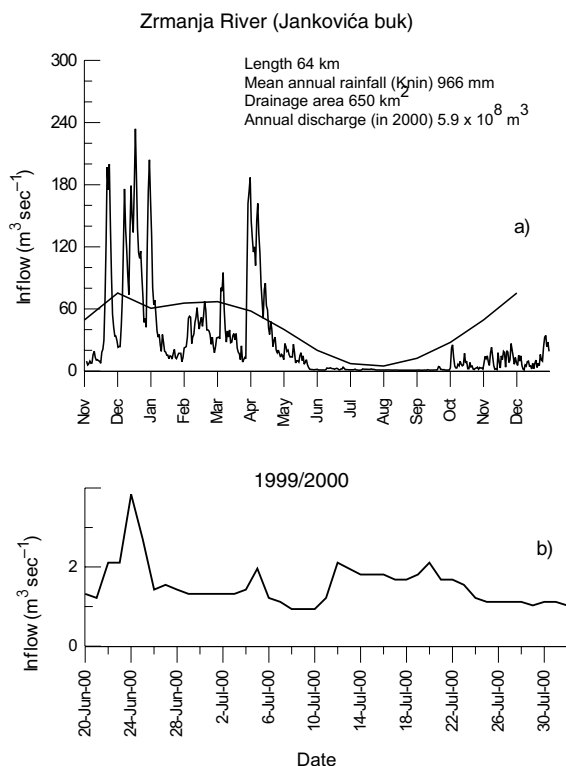 Zrmanja River (Jankovića buk)
Length 64 km
Mean annual rainfall (Knin) 966 mm
Drainage area 650 km²
Annual discharge (in 2000) 5.9 x 10⁸ m³
Inflow (m³ sec⁻¹)
300
240
180
120
60
0
a)
Nov Dec Jan Feb Mar Apr May Jun Jul Aug Sep Oct Nov Dec
1999/2000
Inflow (m³ sec⁻¹)
2
0
b)
20-Jun-00 24-Jun-00 28-Jun-00 2-Jul-00 6-Jul-00 10-Jul-00 14-Jul-00 18-Jul-00 22-Jul-00 26-Jul-00 30-Jul-00
Date